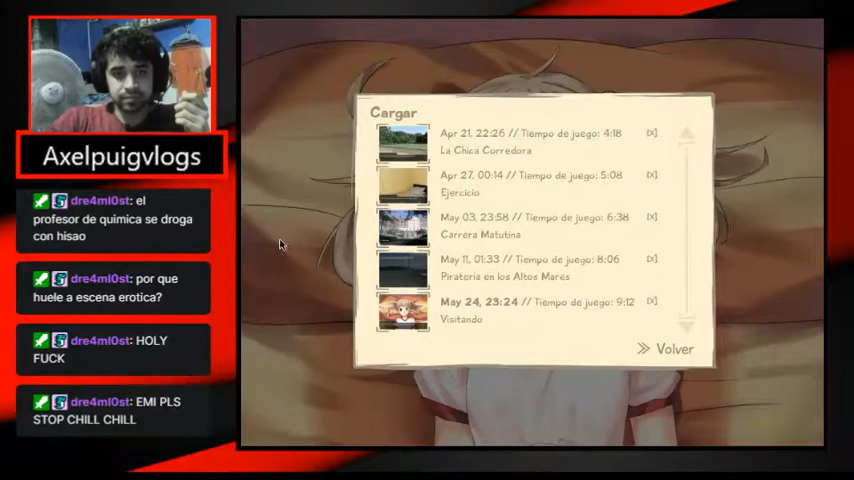 Axelpuigvlogs
dre4ml0st: el
profesor de quimica se droga
con hisao
dre4ml0st: por que
huele a escena erotica?
dre4ml0st: HOLY
FUCK
dre4ml0st: EMI PLS
STOP CHILL CHILL
Cargar
Apr 21, 22:26 // Tiempo de juego: 4:18 [X]
La Chica Corredora
Apr 27, 00:14 // Tiempo de juego: 5:08 [X]
Ejercicio
May 03, 23:58 // Tiempo de juego: 6:38 [X]
Carrera Matutina
May 11, 01:33 // Tiempo de juego: 8:06 [X]
Pirateria en los Altos Mares
May 24, 23:24 // Tiempo de juego: 9:12 [X]
Visitando
Volver